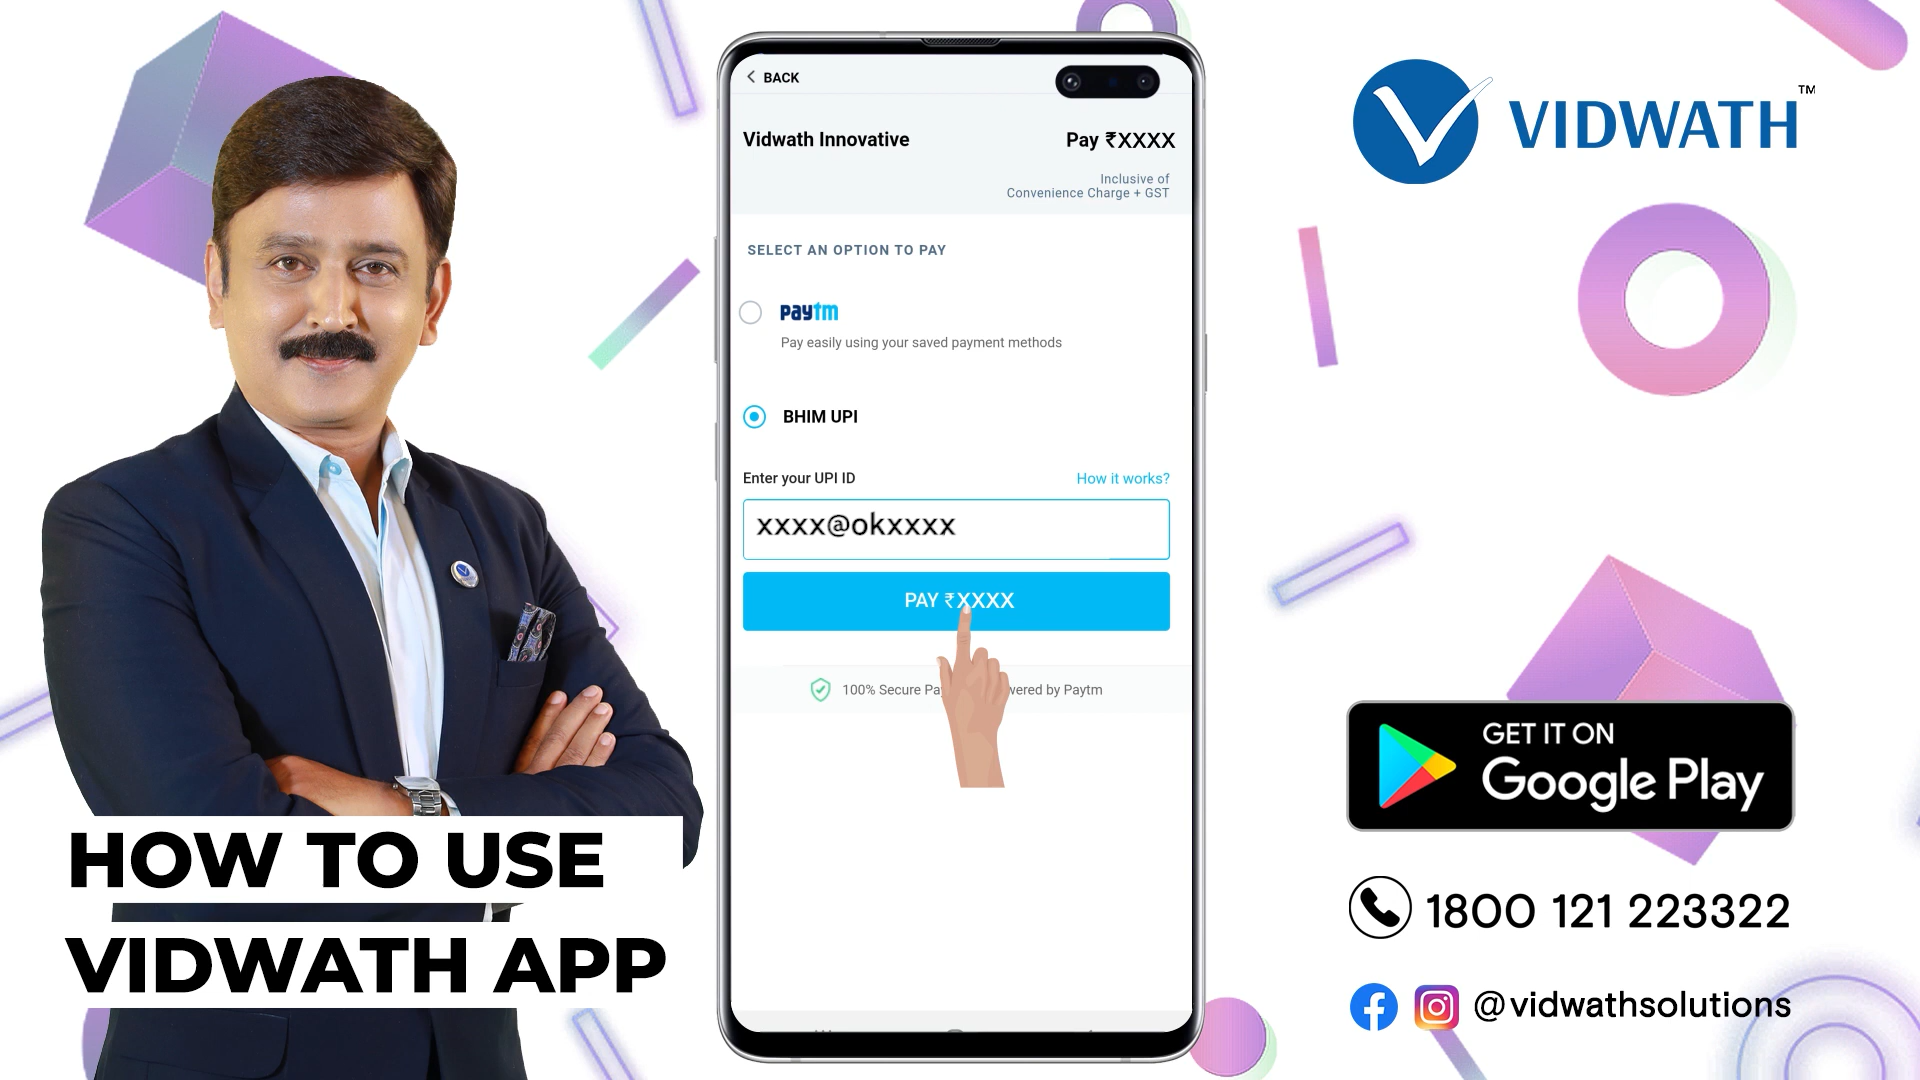 BACK
Vidwath Innovative
Pay ₹XXXX
Inclusive of
Convenience Charge + GST
SELECT AN OPTION TO PAY
paytm
Pay easily using your saved payment methods
BHIM UPI
Enter your UPI ID
How it works?
xxxx@okxxxx
PAY ₹XXXX
100% Secure Pa
wered by Paytm
HOW TO USE
VIDWATH APP
VIDWATH™
GET IT ON
Google Play
1800 121 223322
@vidwathsolutions